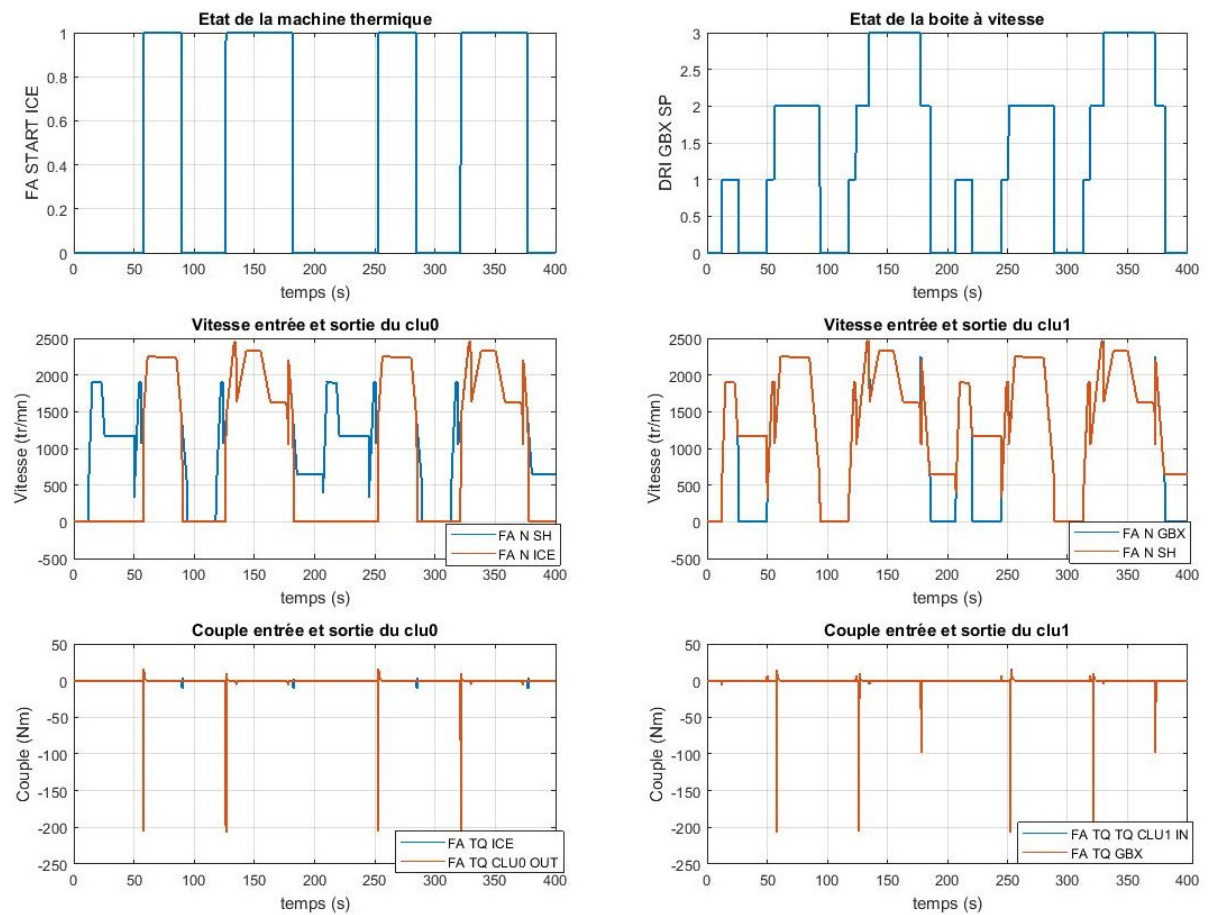 Etat de la machine thermique
FA START ICE
1
0.8
0.6
0.4
0.2
0
0 50 100 150 200 250 300 350 400
temps (s)
Etat de la boite à vitesse
DRI GBX SP
3
2.5
2
1.5
1
0.5
0
0 50 100 150 200 250 300 350 400
temps (s)
Vitesse entrée et sortie du clu0
Vitesse (tr/mn)
2500
2000
1500
1000
500
0
-500
FA N SH
FA N ICE
0 50 100 150 200 250 300 350 400
temps (s)
Vitesse entrée et sortie du clu1
Vitesse (tr/mn)
2500
2000
1500
1000
500
0
-500
FA N GBX
FA N SH
0 50 100 150 200 250 300 350 400
temps (s)
Couple entrée et sortie du clu0
Couple (Nm)
50
0
-50
-100
-150
-200
-250
FA TQ ICE
FA TQ CLU0 OUT
0 50 100 150 200 250 300 350 400
temps (s)
Couple entrée et sortie du clu1
Couple (Nm)
50
0
-50
-100
-150
-200
-250
FA TQ TQ CLU1 IN
FA TQ GBX
0 50 100 150 200 250 300 350 400
temps (s)